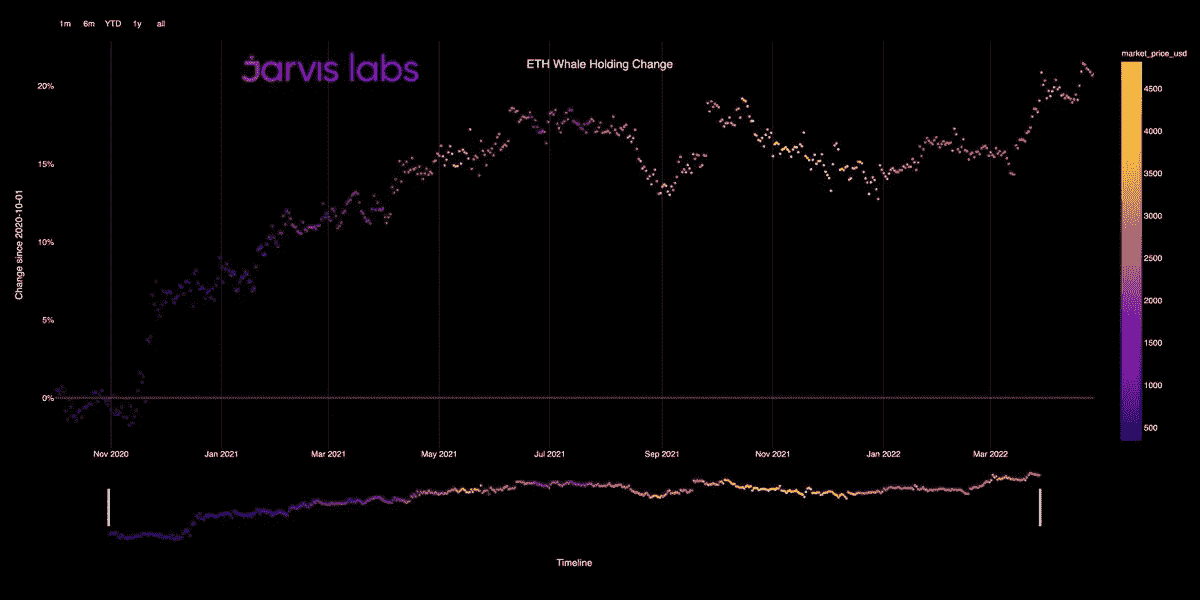 1m 6m YTD 1y all
jarvis labs
ETH Whale Holding Change
market_price_usd
20%
15%
10%
5%
0%
Change since 2020-10-01
4500
4000
3500
3000
2500
2000
1500
1000
500
Nov 2020 Jan 2021 Mar 2021 May 2021 Jul 2021 Sep 2021 Nov 2021 Jan 2022 Mar 2022
Timeline